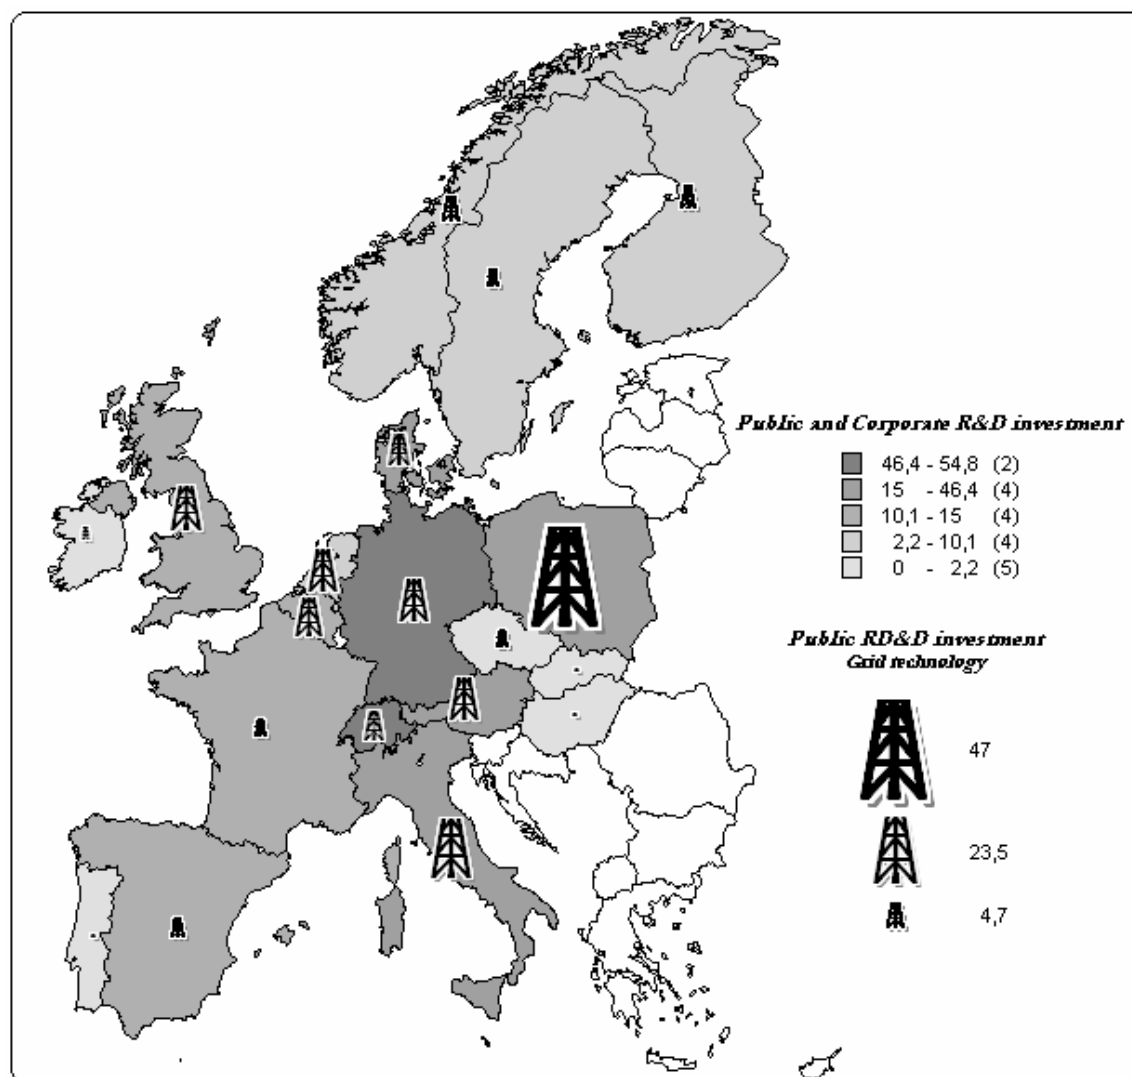 Public and Corporate R&D investment
46,4 - 54,8 (2)
15 - 46,4 (4)
10,1 - 15 (4)
2,2 - 10,1 (4)
0 - 2,2 (5)
Public RD&D investment
Grid technology
47
23,5
4,7